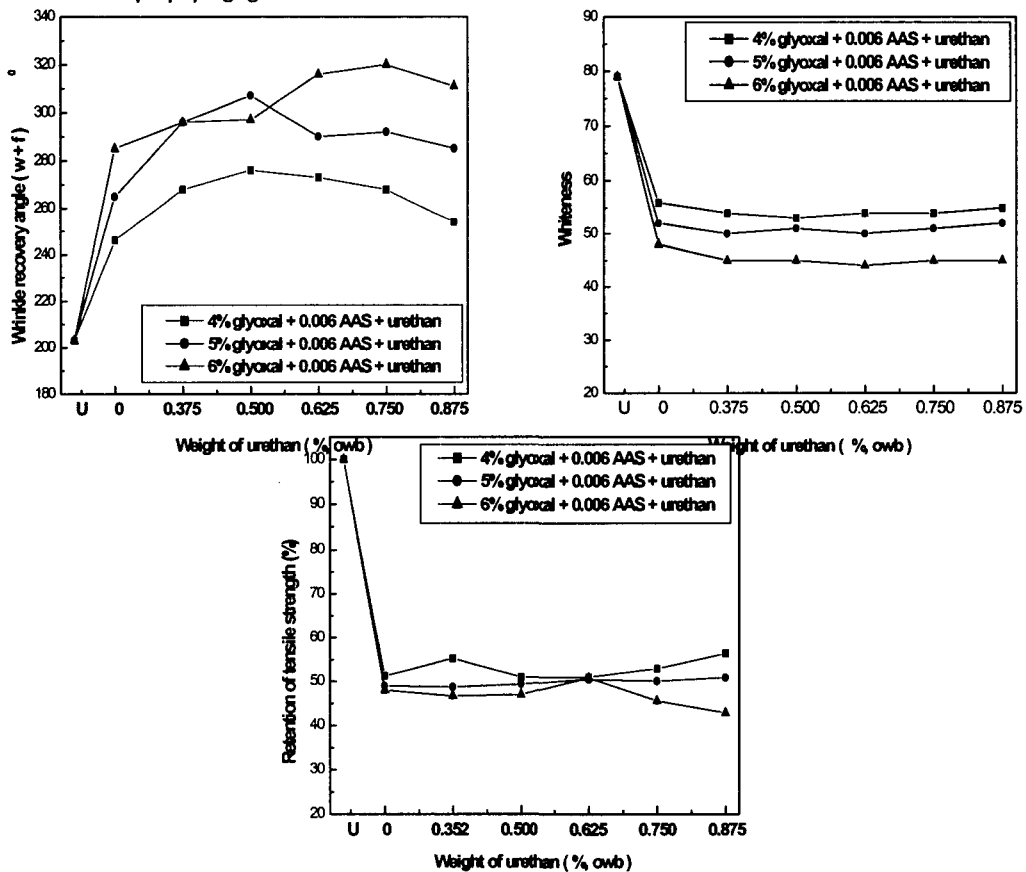 340
320
300
280
260
240
220
200
180
Wrinkle recovery angle ( w + f ) °
4% glyoxal + 0.006 AAS + urethan
5% glyoxal + 0.006 AAS + urethan
6% glyoxal + 0.006 AAS + urethan
U 0 0.375 0.500 0.625 0.750 0.875
Weight of urethan ( %, owb )
90
80
70
60
50
40
30
20
Whiteness
4% glyoxal + 0.006 AAS + urethan
5% glyoxal + 0.006 AAS + urethan
6% glyoxal + 0.006 AAS + urethan
U 0 0.375 0.500 0.625 0.750 0.875
Weight of urethan ( %, owb )
100
90
80
70
60
50
40
30
20
Retention of tensile strength (%)
4% glyoxal + 0.006 AAS + urethan
5% glyoxal + 0.006 AAS + urethan
6% glyoxal + 0.006 AAS + urethan
U 0 0.352 0.500 0.625 0.750 0.875
Weight of urethan ( %, owb )